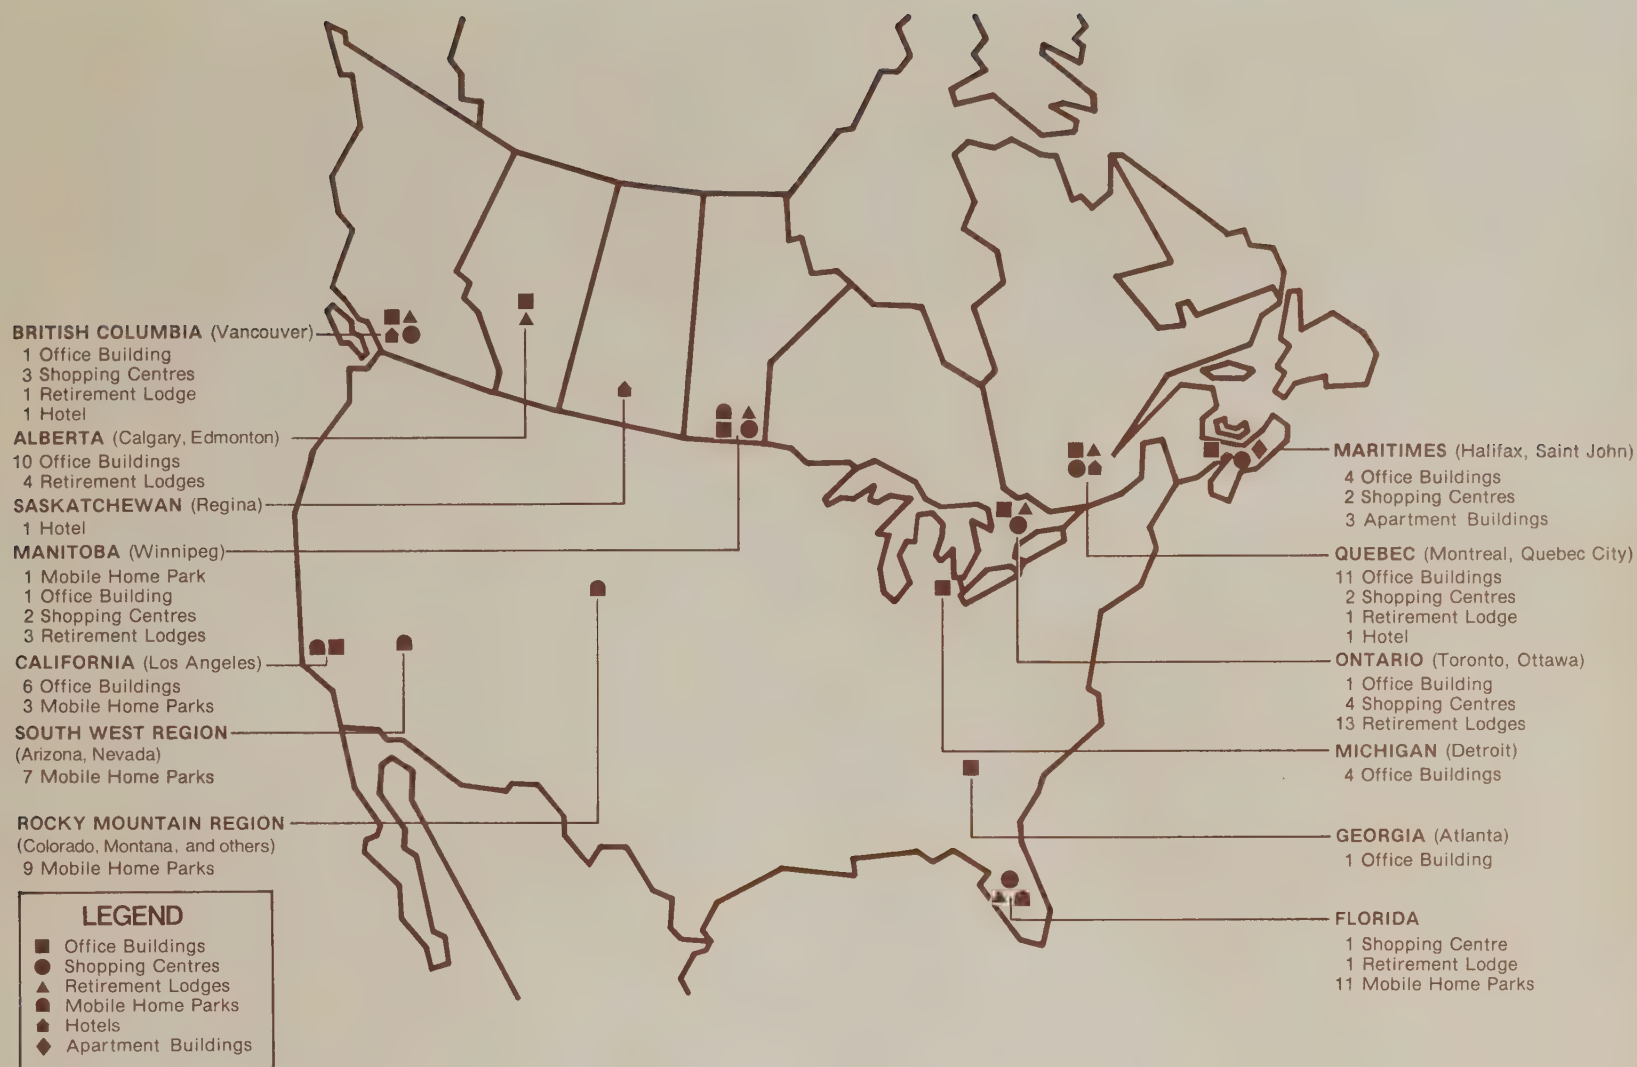 BRITISH COLUMBIA (Vancouver)
1 Office Building
3 Shopping Centres
1 Retirement Lodge
1 Hotel
ALBERTA (Calgary, Edmonton)
10 Office Buildings
4 Retirement Lodges
SASKATCHEWAN (Regina)
1 Hotel
MANITOBA (Winnipeg)
1 Mobile Home Park
1 Office Building
2 Shopping Centres
3 Retirement Lodges
CALIFORNIA (Los Angeles)
6 Office Buildings
3 Mobile Home Parks
SOUTH WEST REGION
(Arizona, Nevada)
7 Mobile Home Parks
ROCKY MOUNTAIN REGION
(Colorado, Montana, and others)
9 Mobile Home Parks
LEGEND
Office Buildings
Shopping Centres
Retirement Lodges
Mobile Home Parks
Hotels
Apartment Buildings
MARITIMES (Halifax, Saint John)
4 Office Buildings
2 Shopping Centres
3 Apartment Buildings
QUEBEC (Montreal, Quebec City)
11 Office Buildings
2 Shopping Centres
1 Retirement Lodge
1 Hotel
ONTARIO (Toronto, Ottawa)
1 Office Building
4 Shopping Centres
13 Retirement Lodges
MICHIGAN (Detroit)
4 Office Buildings
GEORGIA (Atlanta)
1 Office Building
FLORIDA
1 Shopping Centre
1 Retirement Lodge
11 Mobile Home Parks